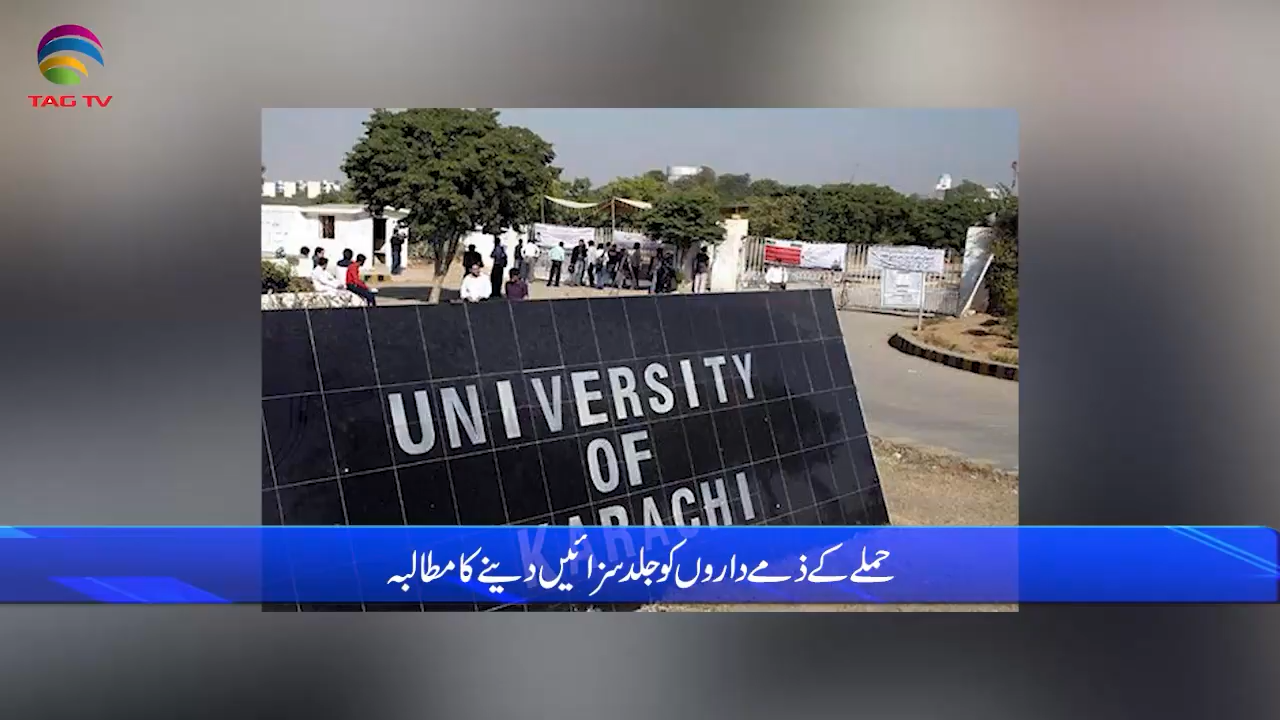 TAG TV
UNIVERSITY
OF
KARACHI
حملے کے ذمے داروں کو جلد سزائیں دینے کا مطالبہ